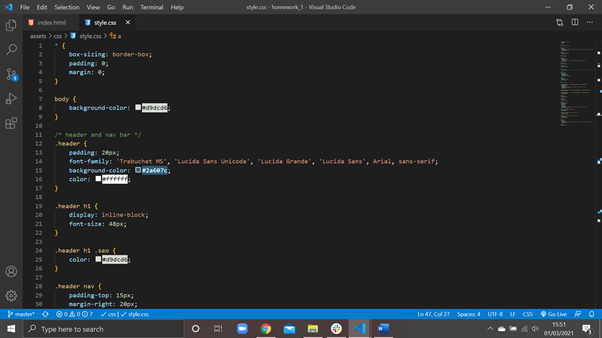 File Edit Selection View Go Run Terminal Help
style.css - homework_1 - Visual Studio Code
index.html style.css
assets > css > style.css > a
1 * {
2 box-sizing: border-box;
3 padding: 0;
4 margin: 0;
5 }
6
7 body {
8 background-color: #d9dcd6;
9 }
10
11 /* header and nav bar */
12 .header {
13 padding: 20px;
14 font-family: 'Trebuchet MS', 'Lucida Sans Unicode', 'Lucida Grande', 'Lucida Sans', Arial, sans-serif;
15 background-color: #2a607c;
16 color: #ffffff;
17 }
18
19 .header h1 {
20 display: inline-block;
21 font-size: 48px;
22 }
23
24 .header h1 .seo {
25 color: #d9dcd6;
26 }
27
28 .header nav {
29 padding-top: 15px;
30 margin-right: 20px;
master* 0 0 7 css | style.css Ln 47, Col 27 Spaces: 4 UTF-8 LF CSS Go Live
Type here to search
15:51
01/03/2021